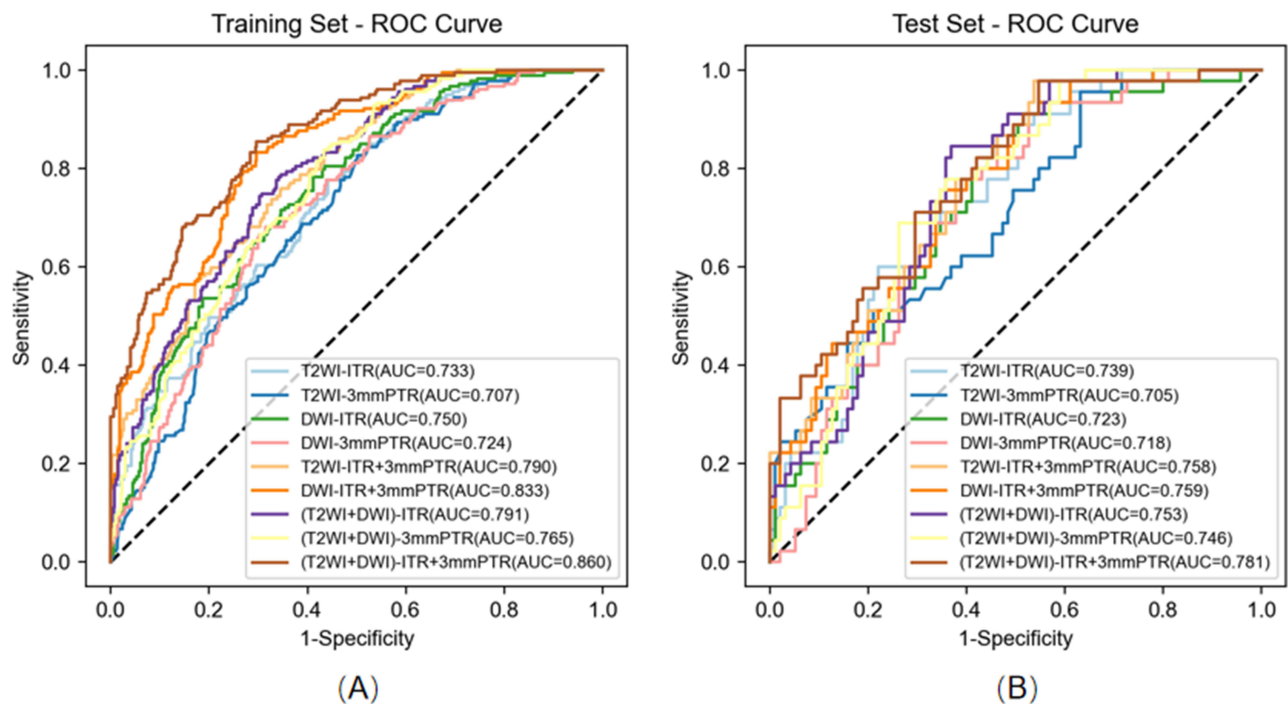 Training Set - ROC Curve
1.0
0.8
0.6
0.4
0.2
0.0
Sensitivity
T2WI-ITR(AUC=0.733)
T2WI-3mmPTR(AUC=0.707)
DWI-ITR(AUC=0.750)
DWI-3mmPTR(AUC=0.724)
T2WI-ITR+3mmPTR(AUC=0.790)
DWI-ITR+3mmPTR(AUC=0.833)
(T2WI+DWI)-ITR(AUC=0.791)
(T2WI+DWI)-3mmPTR(AUC=0.765)
(T2WI+DWI)-ITR+3mmPTR(AUC=0.860)
0.0 0.2 0.4 0.6 0.8 1.0
1-Specificity
(A)
Test Set - ROC Curve
1.0
0.8
0.6
0.4
0.2
0.0
Sensitivity
T2WI-ITR(AUC=0.739)
T2WI-3mmPTR(AUC=0.705)
DWI-ITR(AUC=0.723)
DWI-3mmPTR(AUC=0.718)
T2WI-ITR+3mmPTR(AUC=0.758)
DWI-ITR+3mmPTR(AUC=0.759)
(T2WI+DWI)-ITR(AUC=0.753)
(T2WI+DWI)-3mmPTR(AUC=0.746)
(T2WI+DWI)-ITR+3mmPTR(AUC=0.781)
0.0 0.2 0.4 0.6 0.8 1.0
1-Specificity
(B)